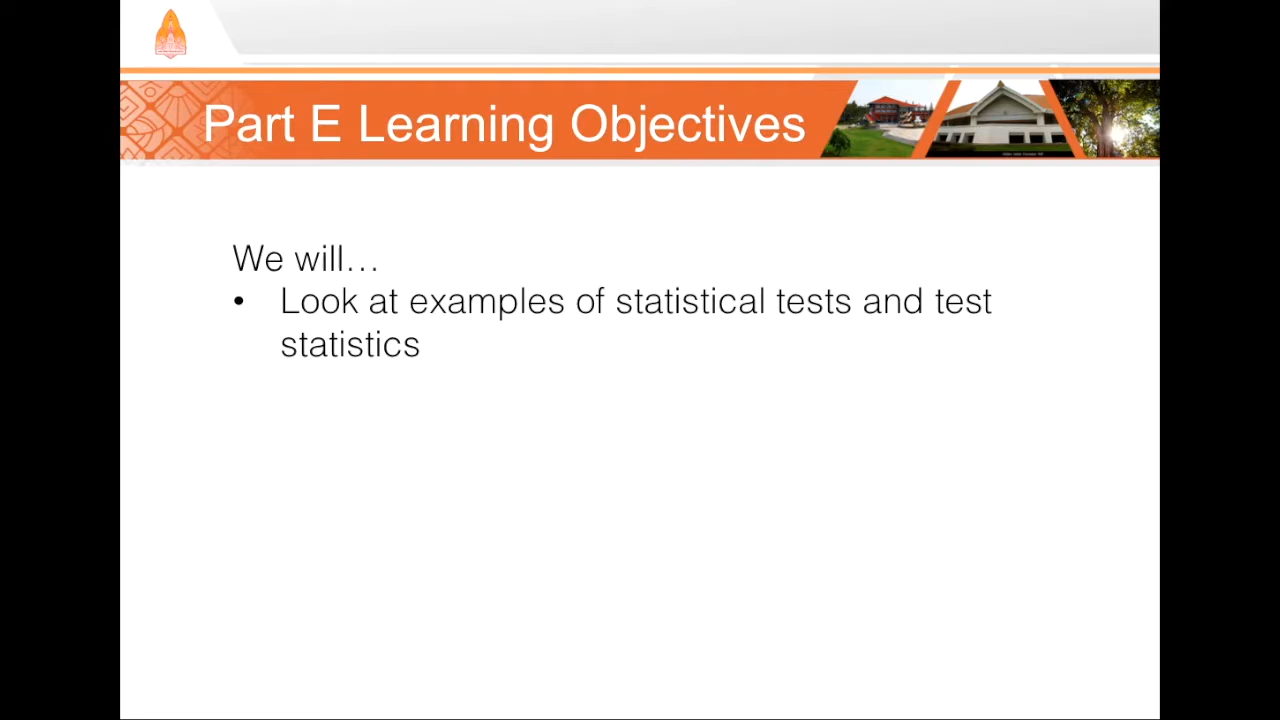 Part E Learning Objectives
We will…
• Look at examples of statistical tests and test
statistics